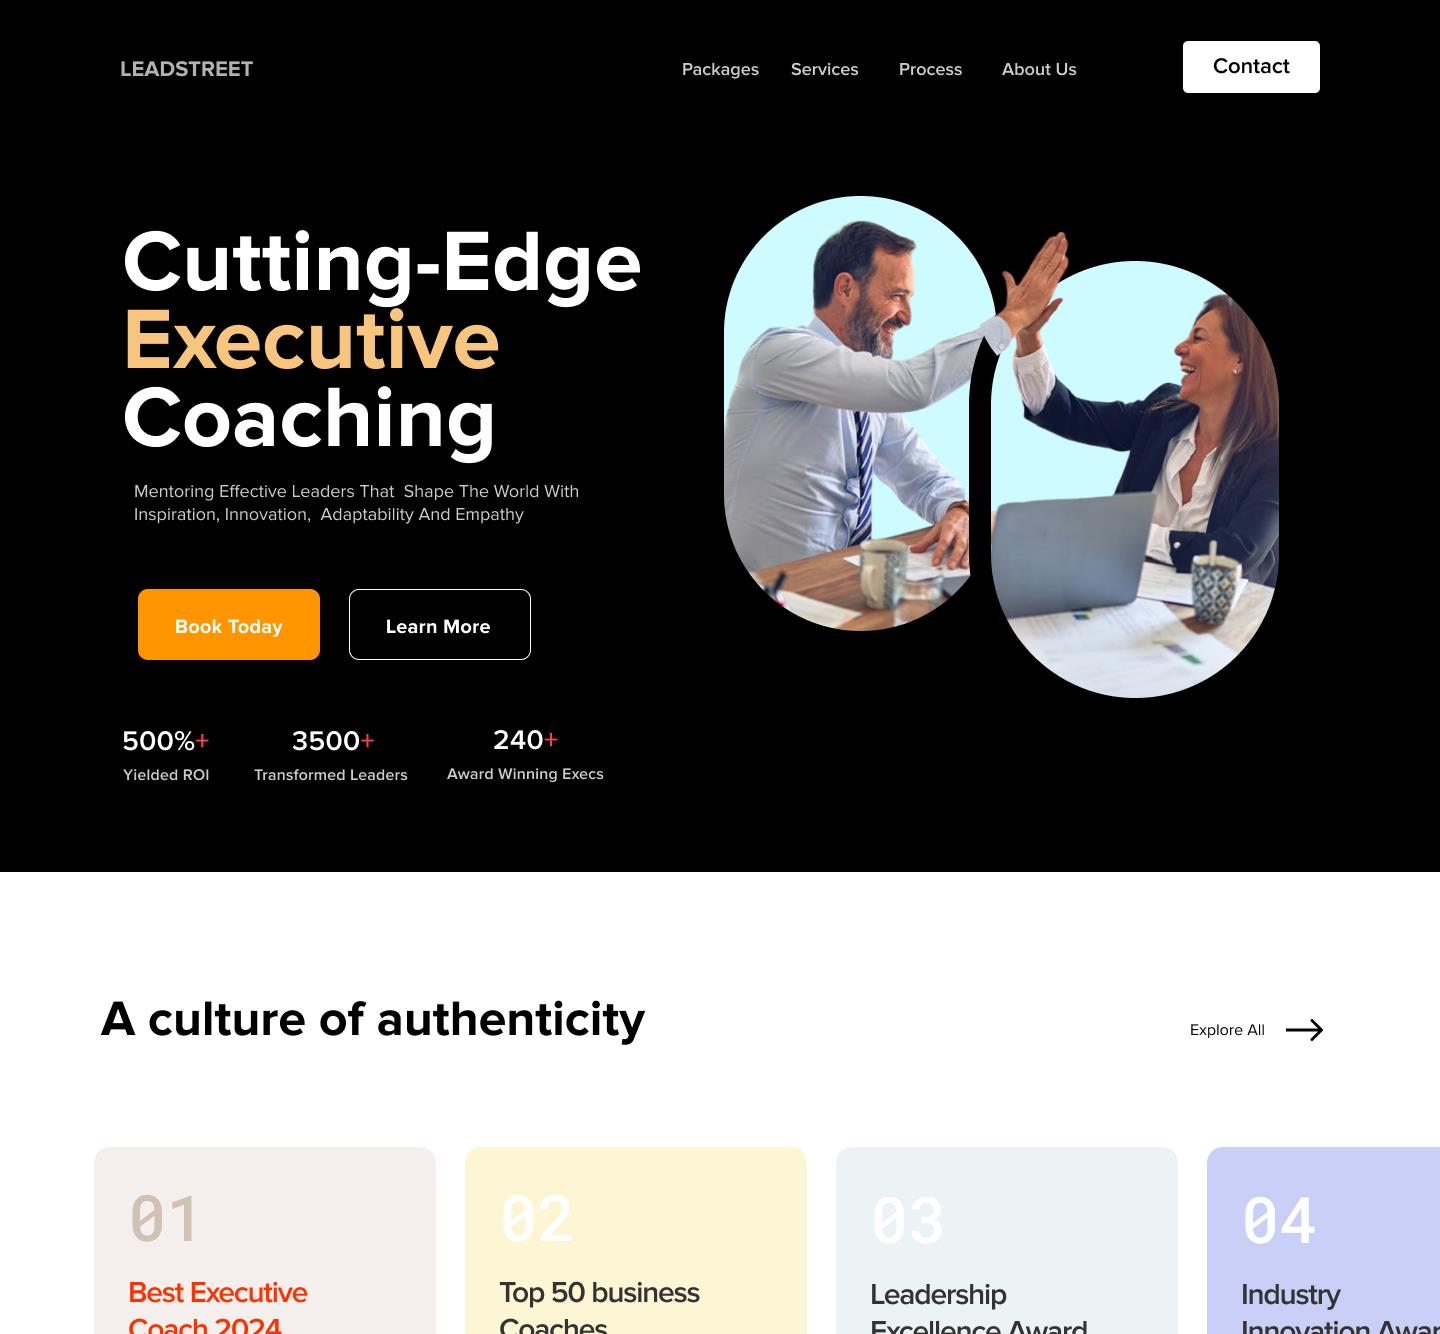 LEADSTREET
Packages Services Process About Us Contact
Cutting-Edge
Executive
Coaching
Mentoring Effective Leaders That Shape The World With
Inspiration, Innovation, Adaptability And Empathy
Book Today Learn More
500%+ 3500+ 240+
Yielded ROI Transformed Leaders Award Winning Execs
A culture of authenticity
Explore All
01 02 03 04
Best Executive Top 50 business Leadership Industry
Coach 2024 Coaches Excellence Award Innovation